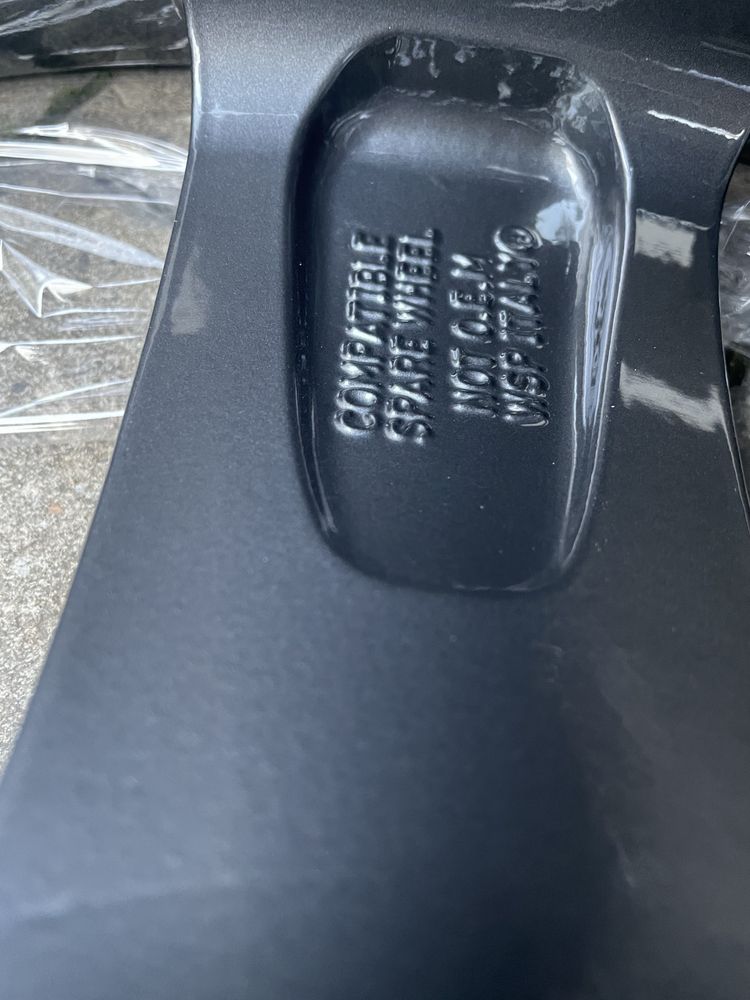 COMPATIBLE
SPARE WHEEL
NOT O.E.M
WSP ITALY®